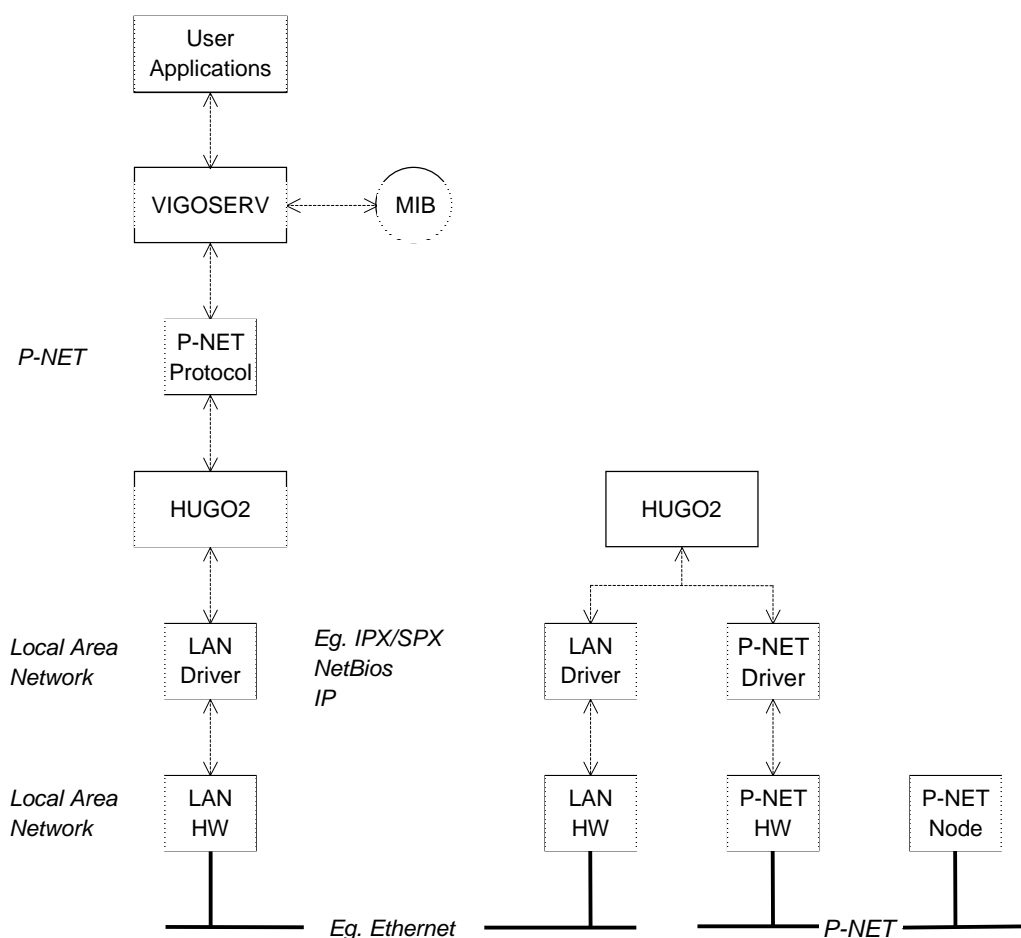 User
Applications
VIGOSERV
MIB
P-NET
P-NET
Protocol
HUGO2
HUGO2
Local Area
Network
LAN
Driver
Eg. IPX/SPX
NetBios
IP
LAN
Driver
P-NET
Driver
Local Area
Network
LAN
HW
LAN
HW
P-NET
HW
P-NET
Node
Eg. Ethernet
P-NET